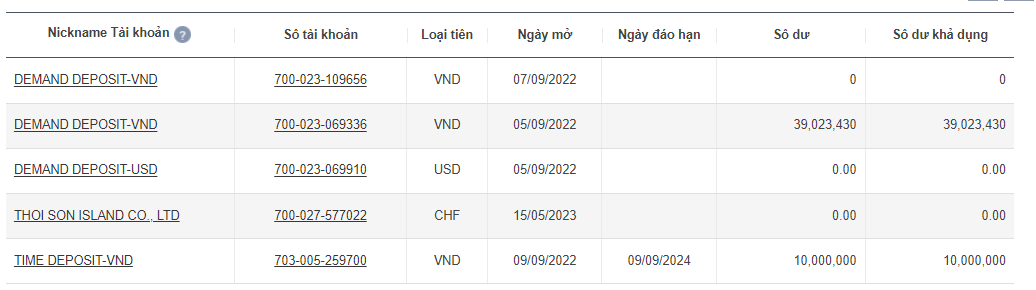 Nickname Tài khoản ? Số tài khoản Loại tiền Ngày mở Ngày đáo hạn Số dư Số dư khả dụng
DEMAND DEPOSIT-VND 700-023-109656 VND 07/09/2022 0 0
DEMAND DEPOSIT-VND 700-023-069336 VND 05/09/2022 39,023,430 39,023,430
DEMAND DEPOSIT-USD 700-023-069910 USD 05/09/2022 0.00 0.00
THOI SON ISLAND CO., LTD 700-027-577022 CHF 15/05/2023 0.00 0.00
TIME DEPOSIT-VND 703-005-259700 VND 09/09/2022 09/09/2024 10,000,000 10,000,000